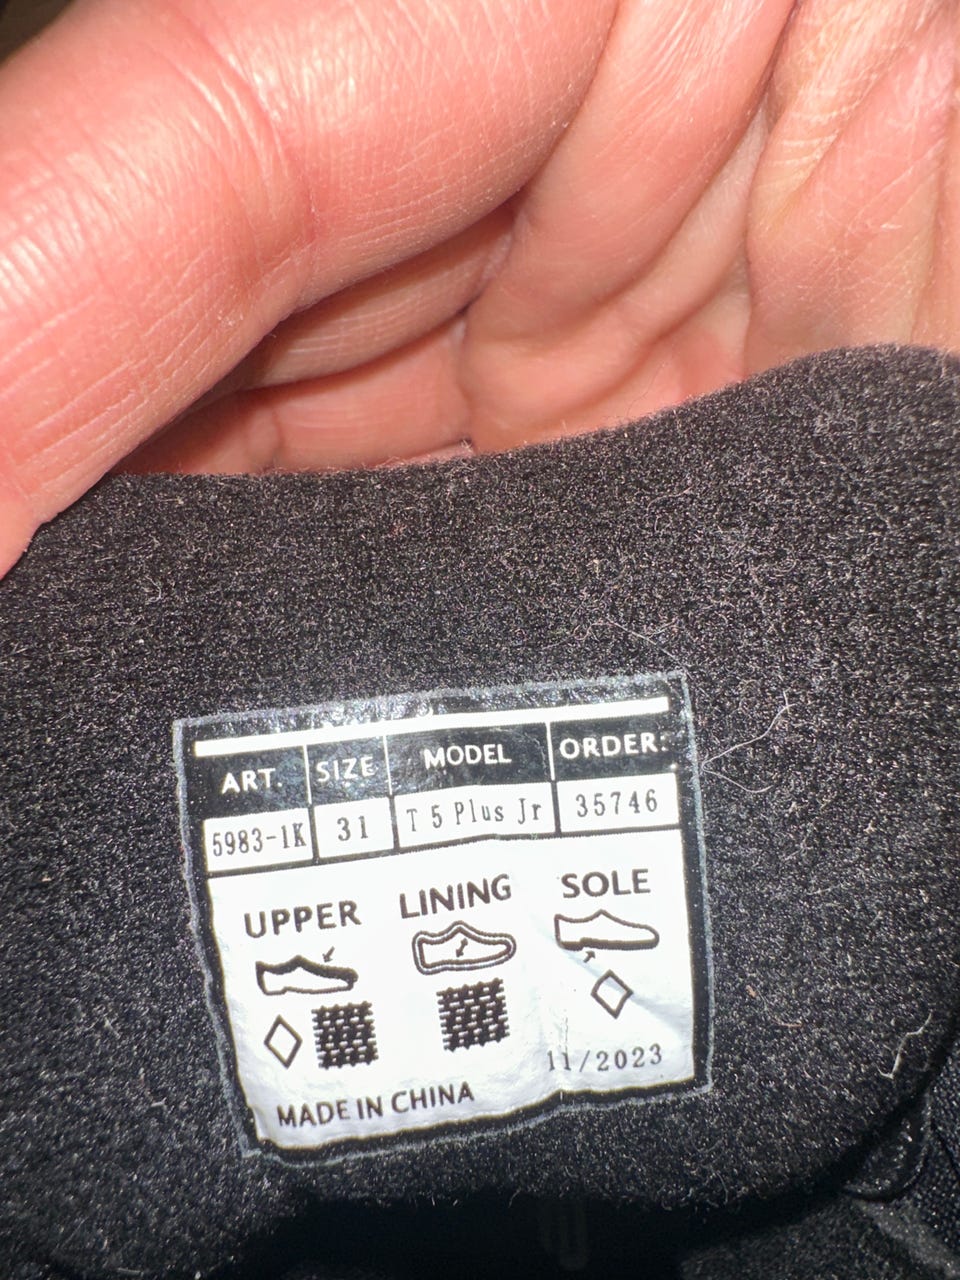 ART. SIZE MODEL ORDER:
5983-1K 31 T 5 Plus Jr 35746
UPPER LINING SOLE
11/2023
MADE IN CHINA